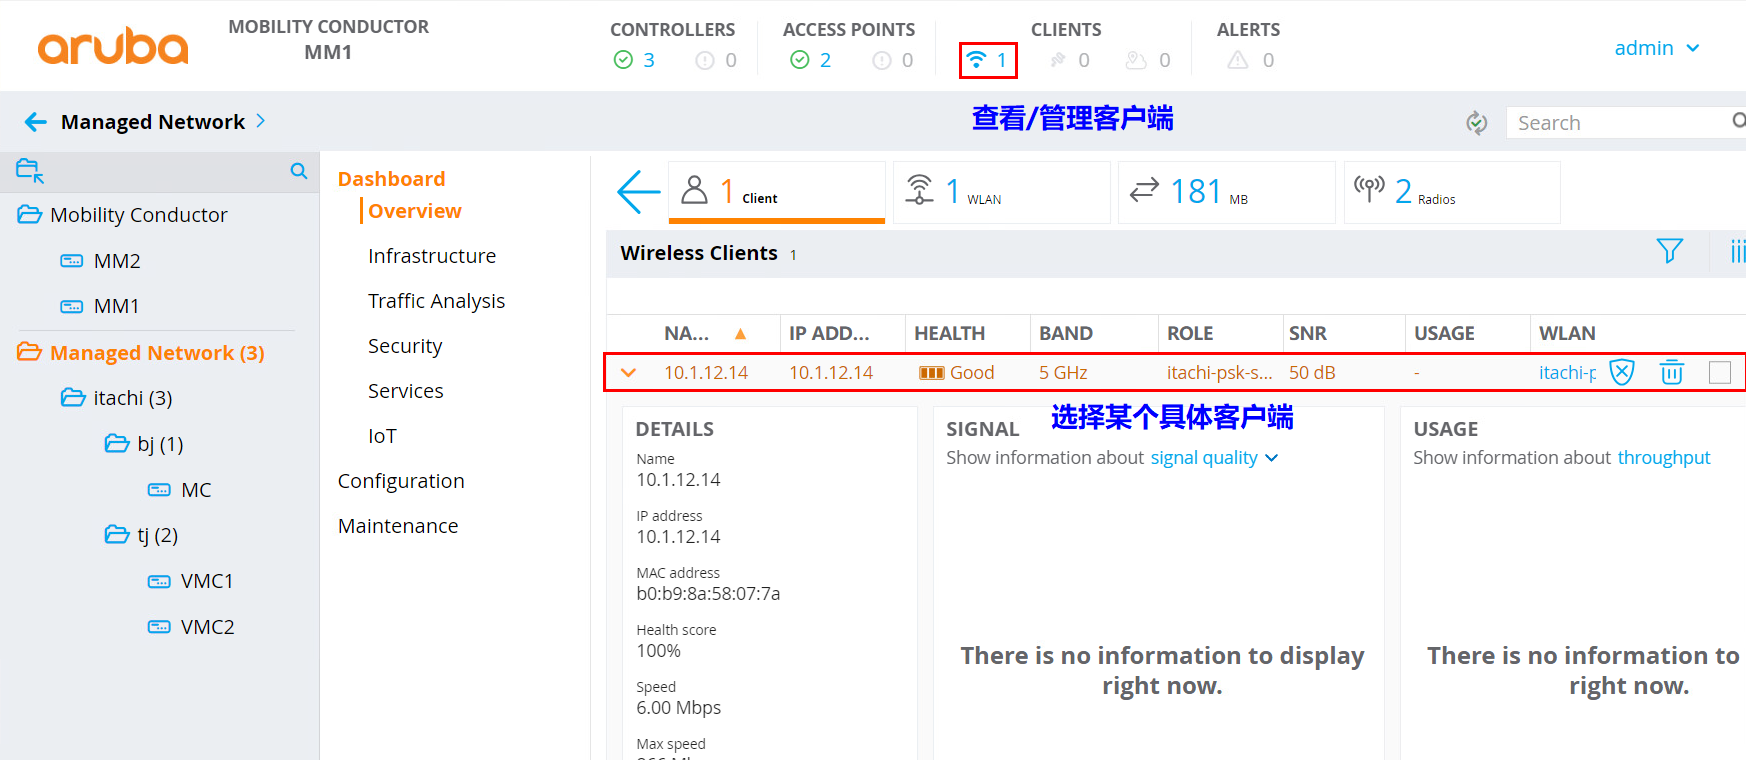 aruba
MOBILITY CONDUCTOR
MM1
CONTROLLERS
3 0
ACCESS POINTS
2 0
CLIENTS
1 0 0
ALERTS
0
admin
Managed Network
查看/管理客户端
Search
Mobility Conductor
MM2
MM1
Managed Network (3)
itachi (3)
bj (1)
MC
tj (2)
VMC1
VMC2
Dashboard
Overview
Infrastructure
Traffic Analysis
Security
Services
IoT
Configuration
Maintenance
1 Client
1 WLAN
181 MB
2 Radios
Wireless Clients 1
NA... IP ADD... HEALTH BAND ROLE SNR USAGE WLAN
10.1.12.14 10.1.12.14 Good 5 GHz itachi-psk-s... 50 dB - itachi-p
选择某个具体客户端
DETAILS
Name
10.1.12.14
IP address
10.1.12.14
MAC address
b0:b9:8a:58:07:7a
Health score
100%
Speed
6.00 Mbps
Max speed
SIGNAL
Show information about signal quality
There is no information to display
right now.
USAGE
Show information about throughput
There is no information to
right now.